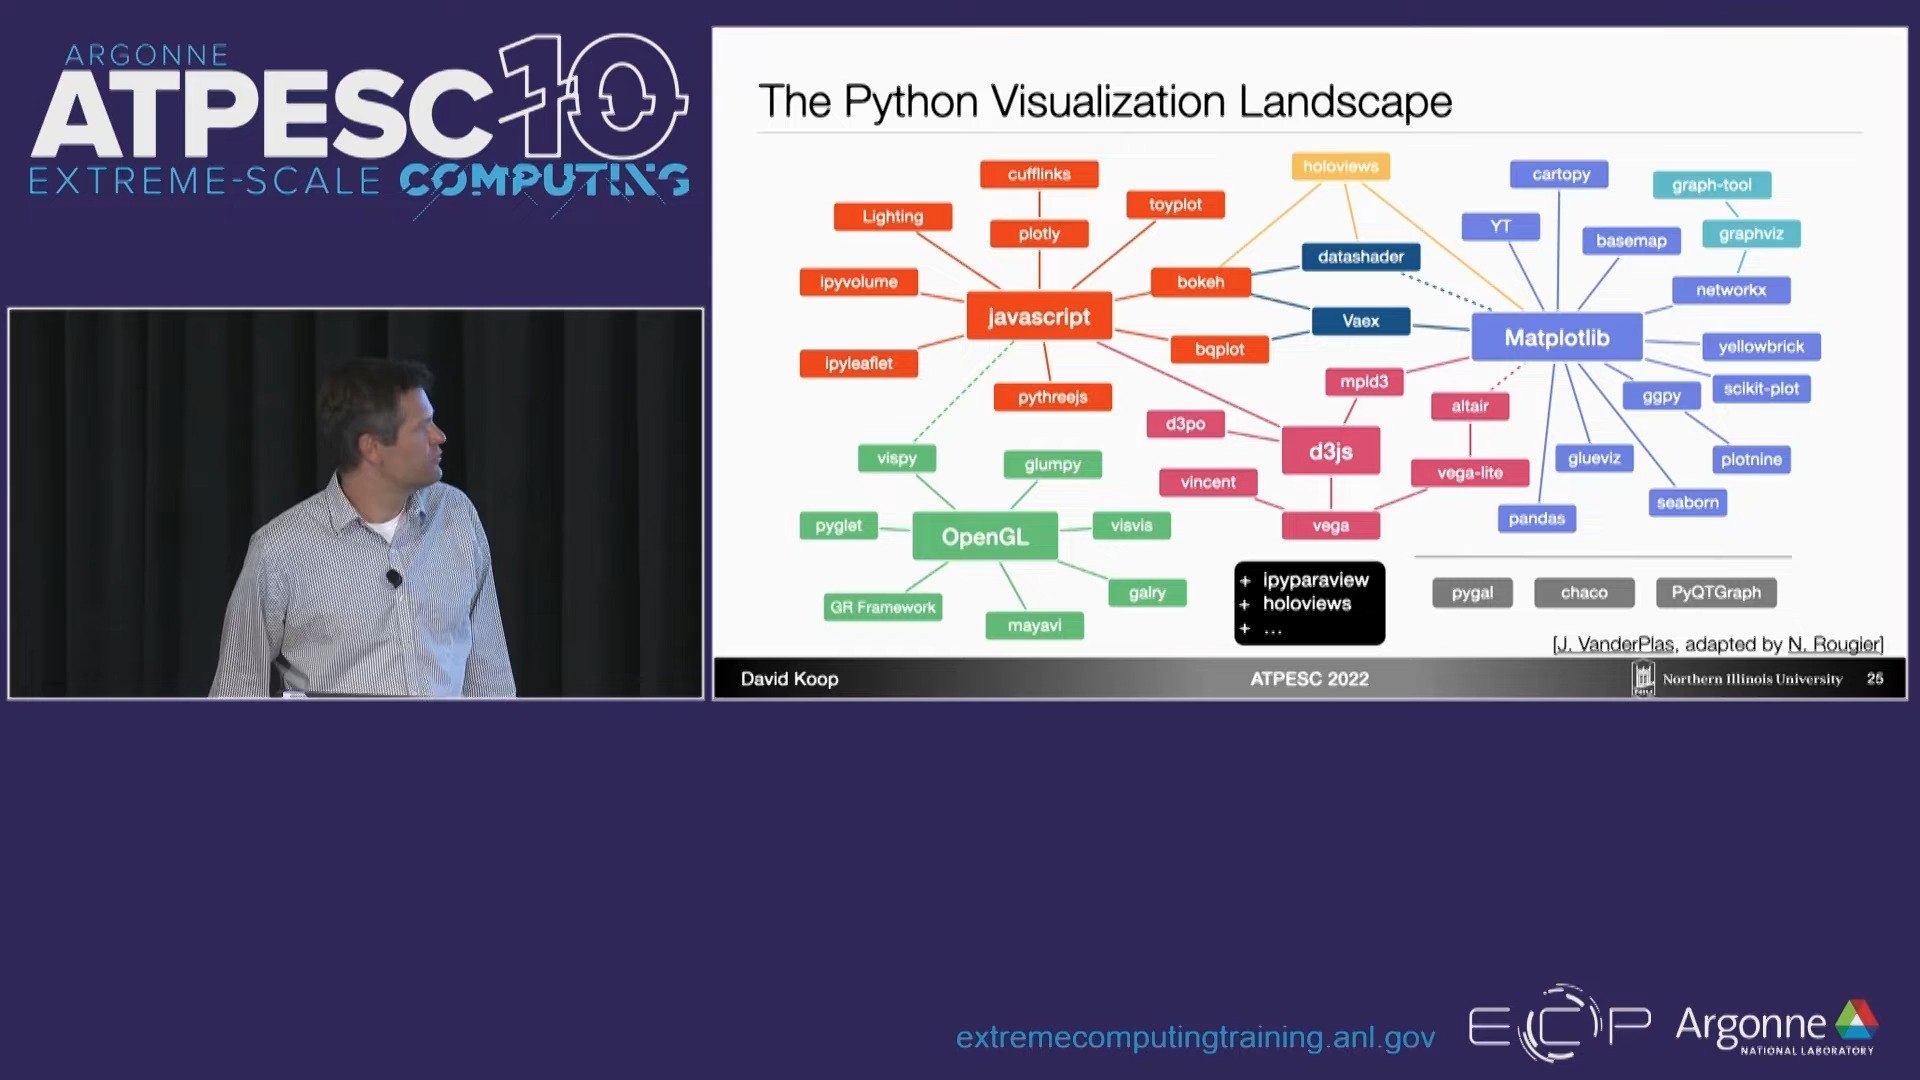 ARGONNE
ATPESC 10
EXTREME-SCALE COMPUTING
The Python Visualization Landscape
holoviews
cufflinks
cartopy
graph-tool
Lighting
toyplot
YT
plotly
basemap
graphviz
datashader
ipyvolume
bokeh
networkx
javascript
Vaex
Matplotlib
yellowbrick
bqplot
ipyleaflet
mpld3
scikit-plot
pythreejs
ggpy
altair
d3po
d3js
vispy
glumpy
glueviz
plotnine
vincent
vega-lite
seaborn
pyglet
OpenGL
visvis
vega
pandas
+ ipyparaview
+ holoviews
+ ...
galry
GR Framework
mayavi
pygal
chaco
PyQTGraph
[J. VanderPlas, adapted by N. Rougier]
David Koop
ATPESC 2022
NIU
Northern Illinois University
25
extremecomputingtraining.anl.gov
ECP
Argonne
NATIONAL LABORATORY